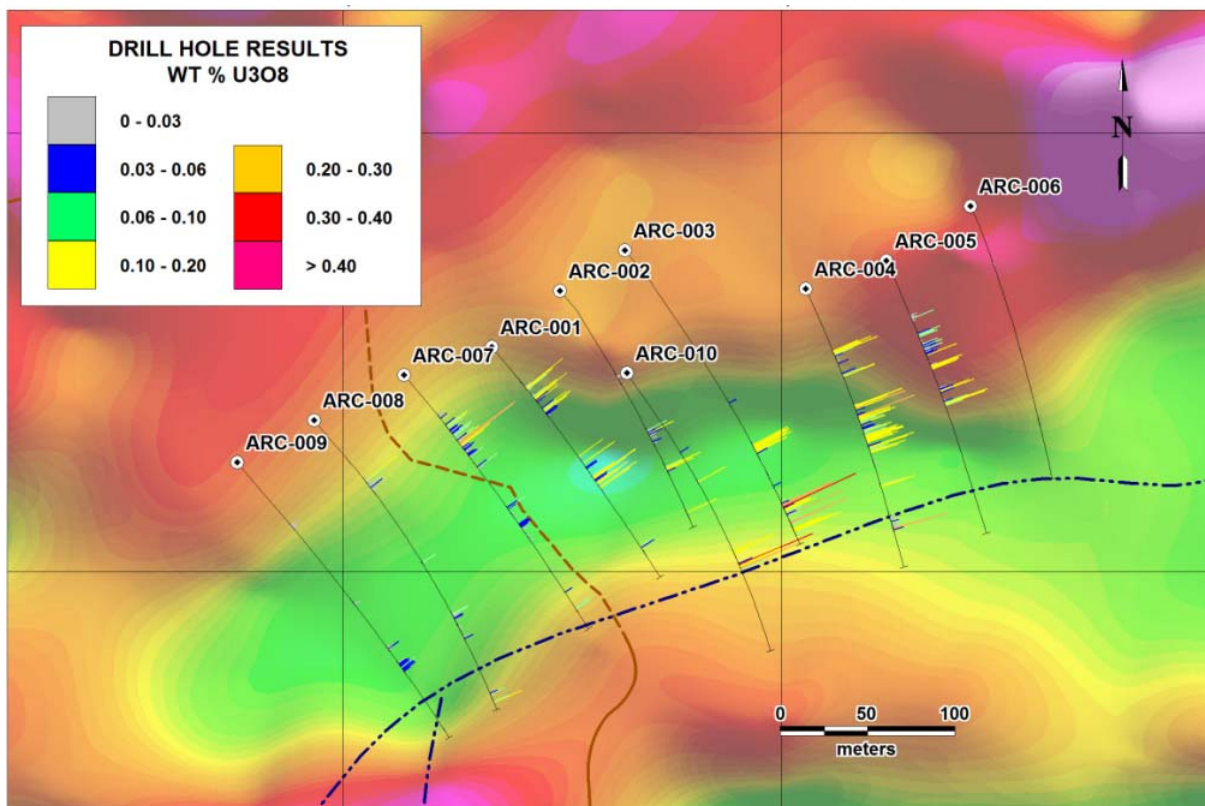 DRILL HOLE RESULTS
WT % U3O8
0 - 0.03
0.03 - 0.06
0.06 - 0.10
0.10 - 0.20
0.20 - 0.30
0.30 - 0.40
> 0.40
N
ARC-006
ARC-003
ARC-005
ARC-002
ARC-004
ARC-001
ARC-007
ARC-010
ARC-008
ARC-009
0 50 100
meters